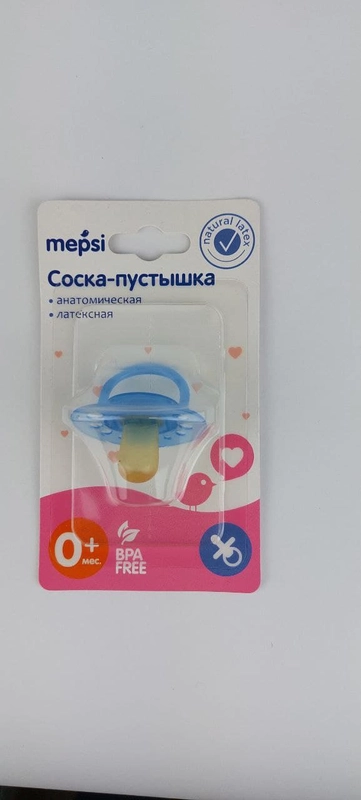 mepsi
natural latex
Соска-пустышка
• анатомическая
• латексная
0+
мес.
BPA
FREE